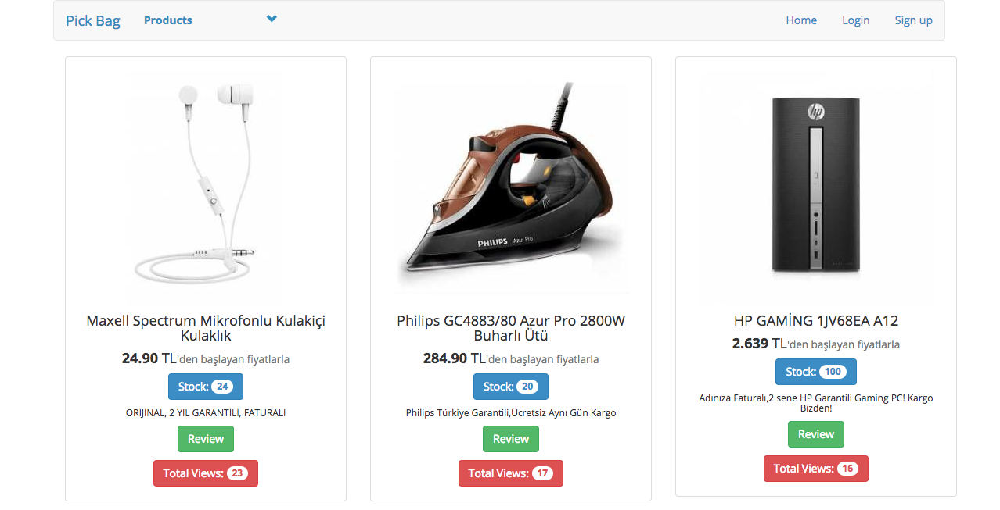 Pick Bag Products Home Login Sign up
hp
PHILIPS Azur Pro
Maxell Spectrum Mikrofonlu Kulakiçi
Kulaklık
24.90 TL'den başlayan fiyatlarla
Stock: 24
ORİJİNAL, 2 YIL GARANTİLİ, FATURALI
Review
Total Views: 23
Philips GC4883/80 Azur Pro 2800W
Buharlı Ütü
284.90 TL'den başlayan fiyatlarla
Stock: 20
Philips Türkiye Garantili,Ücretsiz Aynı Gün Kargo
Review
Total Views: 17
HP GAMİNG 1JV68EA A12
2.639 TL'den başlayan fiyatlarla
Stock: 100
Adınıza Faturalı,2 sene HP Garantili Gaming PC! Kargo
Bizden!
Review
Total Views: 16